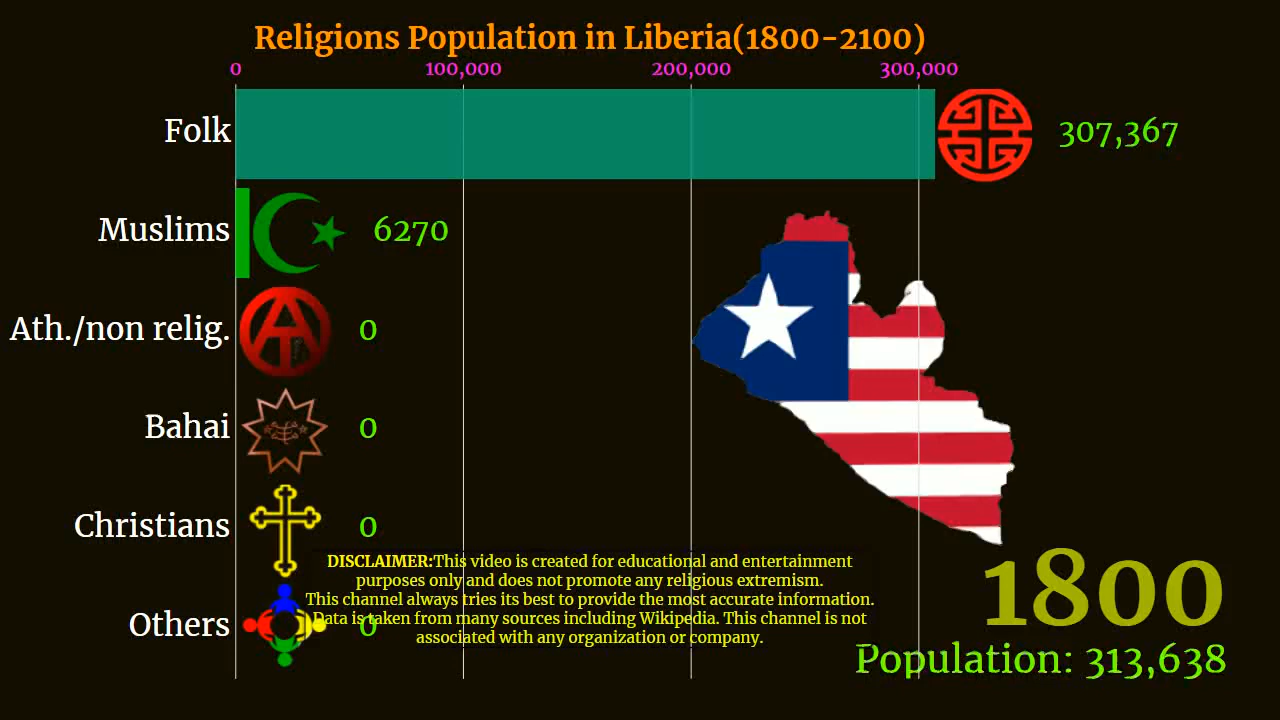 Religions Population in Liberia(1800-2100)
0 100,000 200,000 300,000
Folk 307,367
Muslims 6270
Ath./non relig. 0
Bahai 0
Christians 0
DISCLAIMER:This video is created for educational and entertainment
purposes only and does not promote any religious extremism.
This channel always tries its best to provide the most accurate information.
Data is taken from many sources including Wikipedia. This channel is not
associated with any organization or company.
Others 0
1800
Population: 313,638